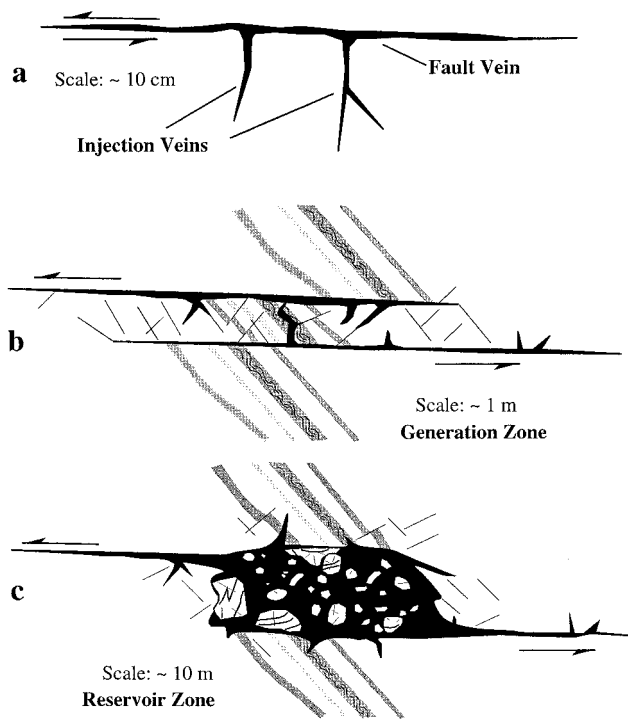 a
Scale: ~ 10 cm
Fault Vein
Injection Veins
b
Scale: ~ 1 m
Generation Zone
c
Scale: ~ 10 m
Reservoir Zone